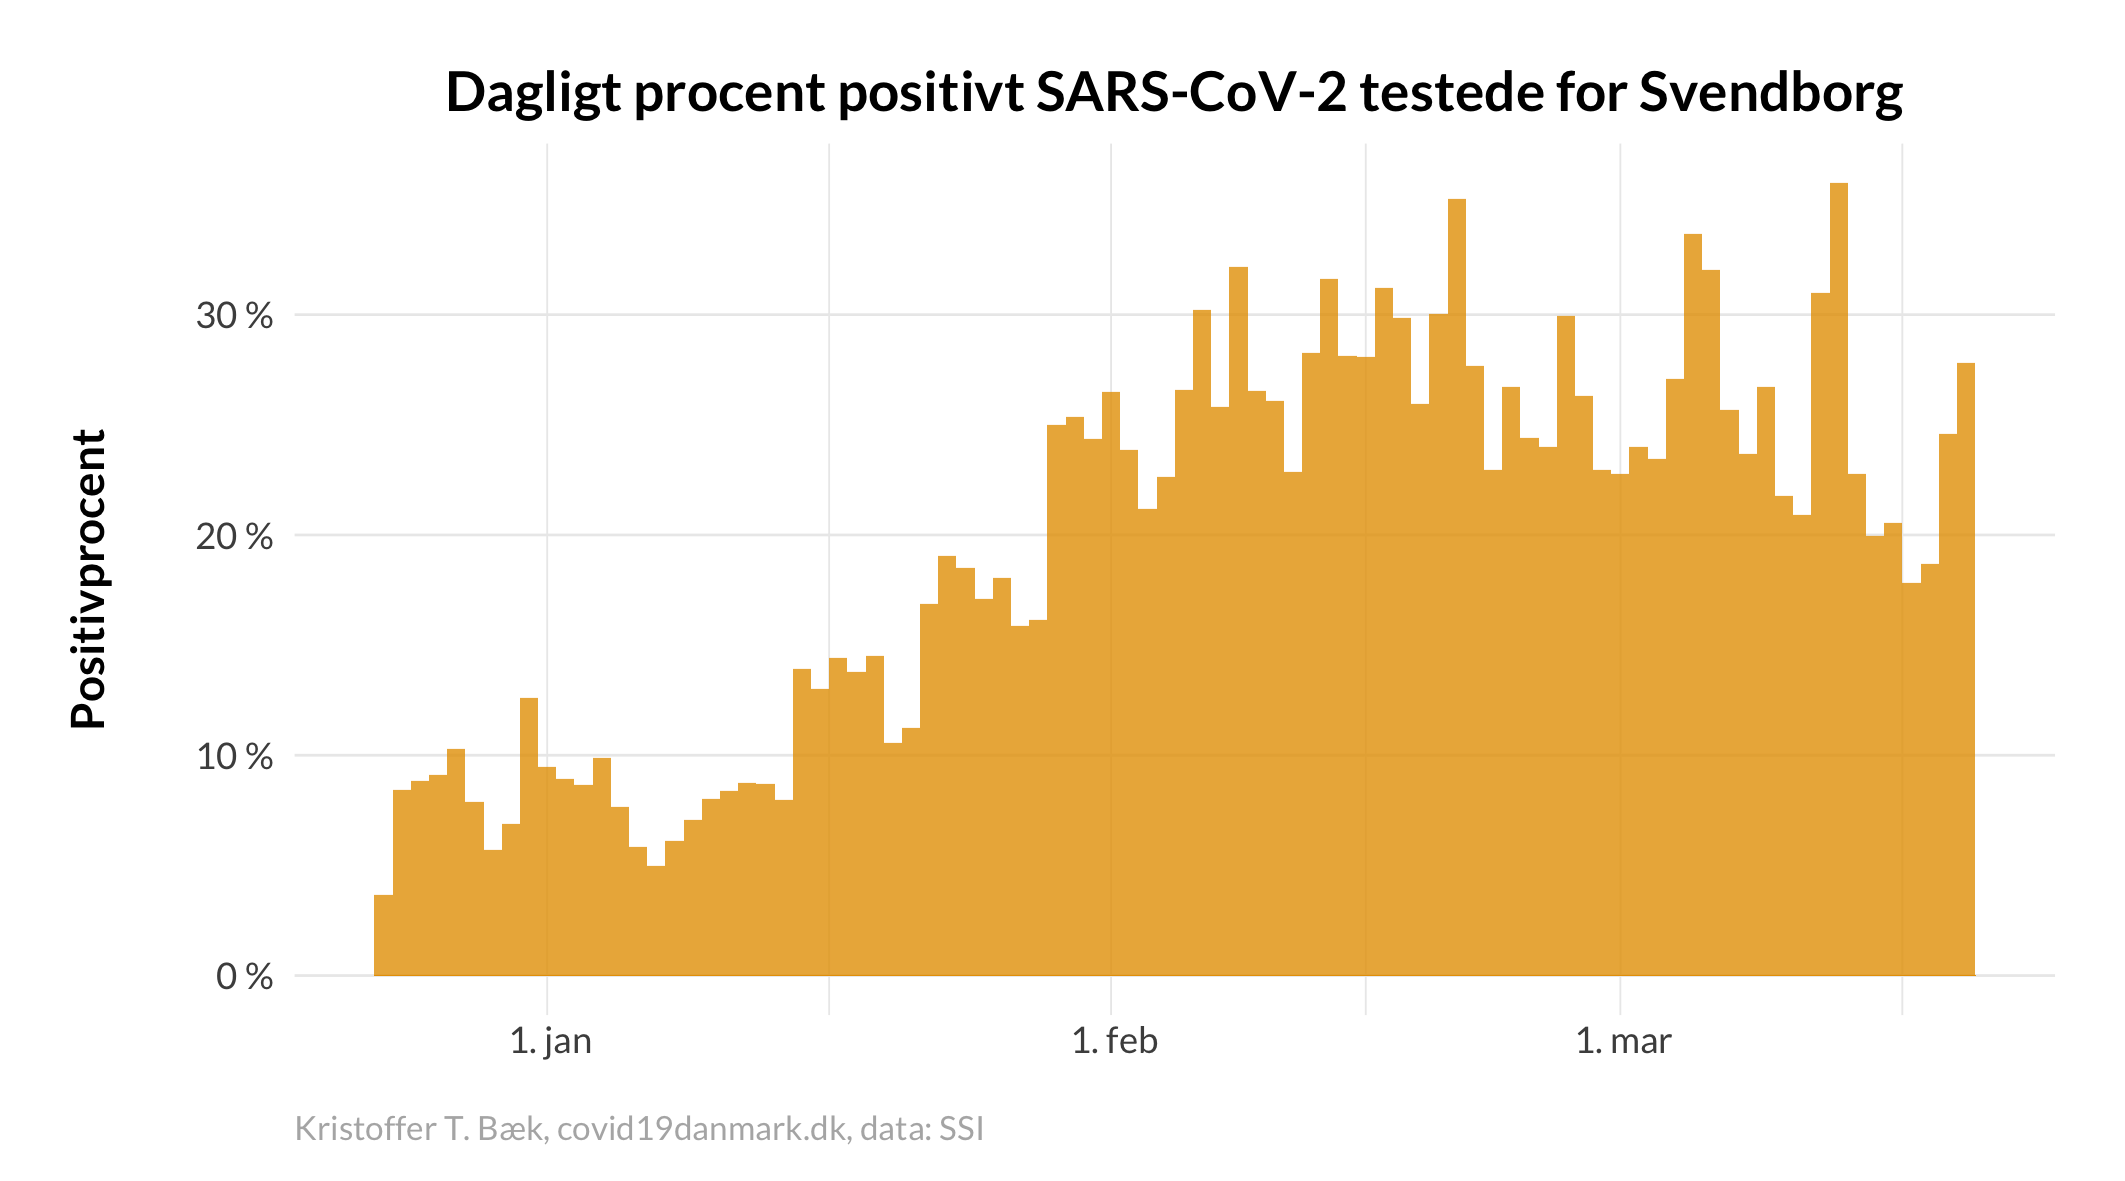 Dagligt procent positivt SARS-CoV-2 testede for Svendborg
Positivprocent
30 %
20 %
10 %
0 %
1. jan
1. feb
1. mar
Kristoffer T. Bæk, covid19danmark.dk, data: SSI